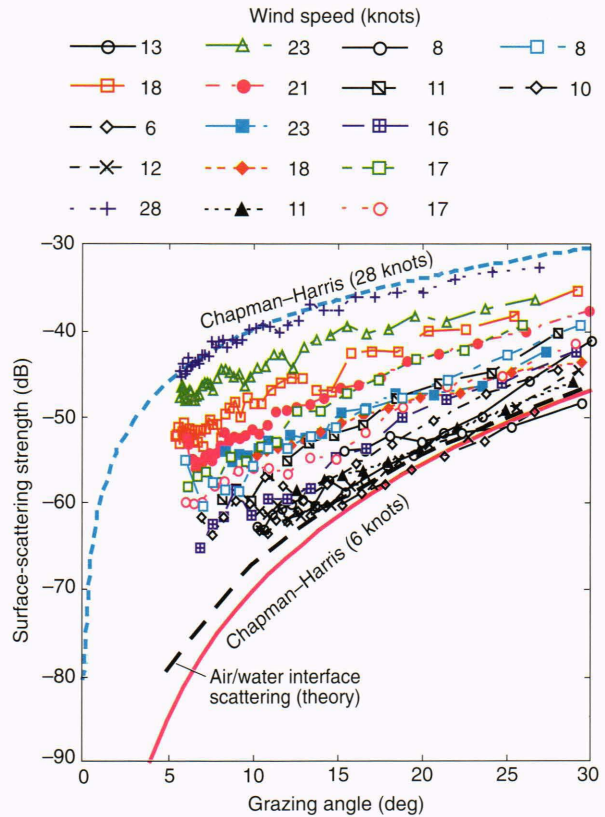 Wind speed (knots)
13 23 8 8
18 21 11 10
6 23 16
12 18 17
28 11 17
−30
−40
−50
−60
−70
−80
−90
Surface-scattering strength (dB)
Chapman–Harris (28 knots)
Chapman–Harris (6 knots)
Air/water interface
scattering (theory)
0 5 10 15 20 25 30
Grazing angle (deg)